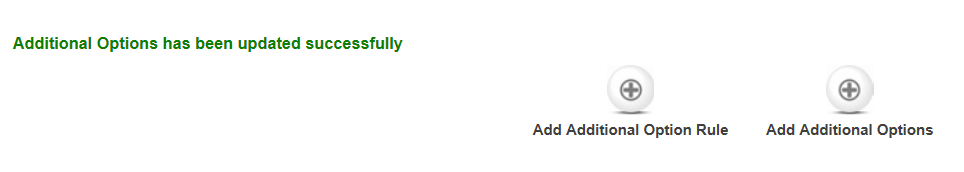 Additional Options has been updated successfully
Add Additional Option Rule
Add Additional Options